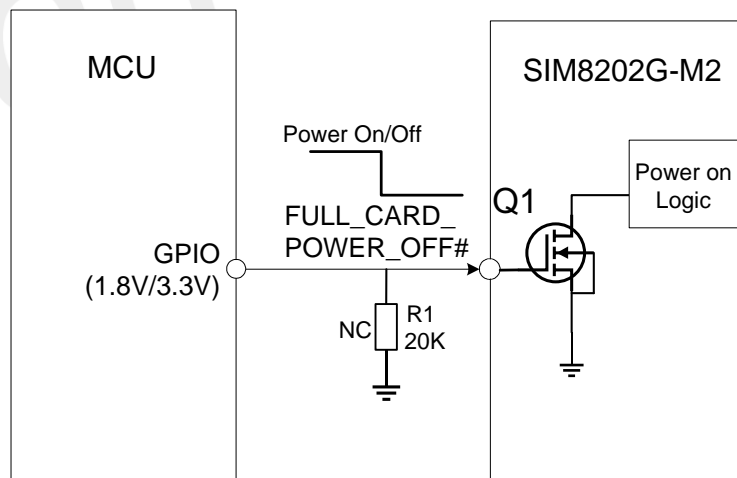 MCU
SIM8202G-M2
Power On/Off
Power on
Logic
Q1
FULL_CARD_
POWER_OFF#
GPIO
(1.8V/3.3V)
NC
R1
20K